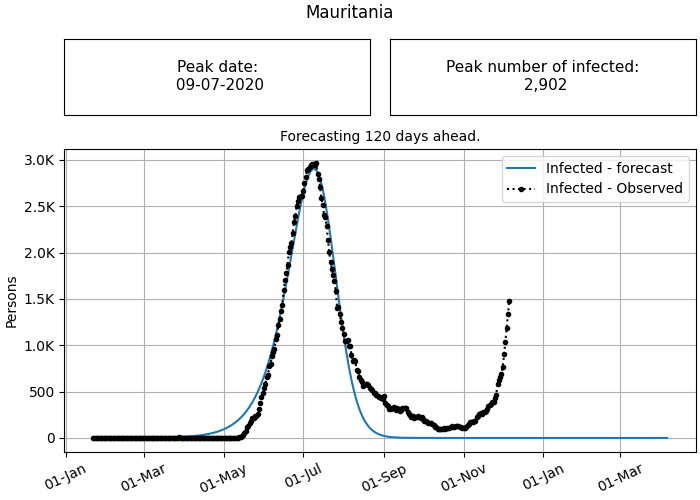 Mauritania
Peak date:
09-07-2020
Peak number of infected:
2,902
Forecasting 120 days ahead.
Infected - forecast
Infected - Observed
3.0K
2.5K
2.0K
1.5K
1.0K
500
0
Persons
01-Jan
01-Mar
01-May
01-Jul
01-Sep
01-Nov
01-Jan
01-Mar